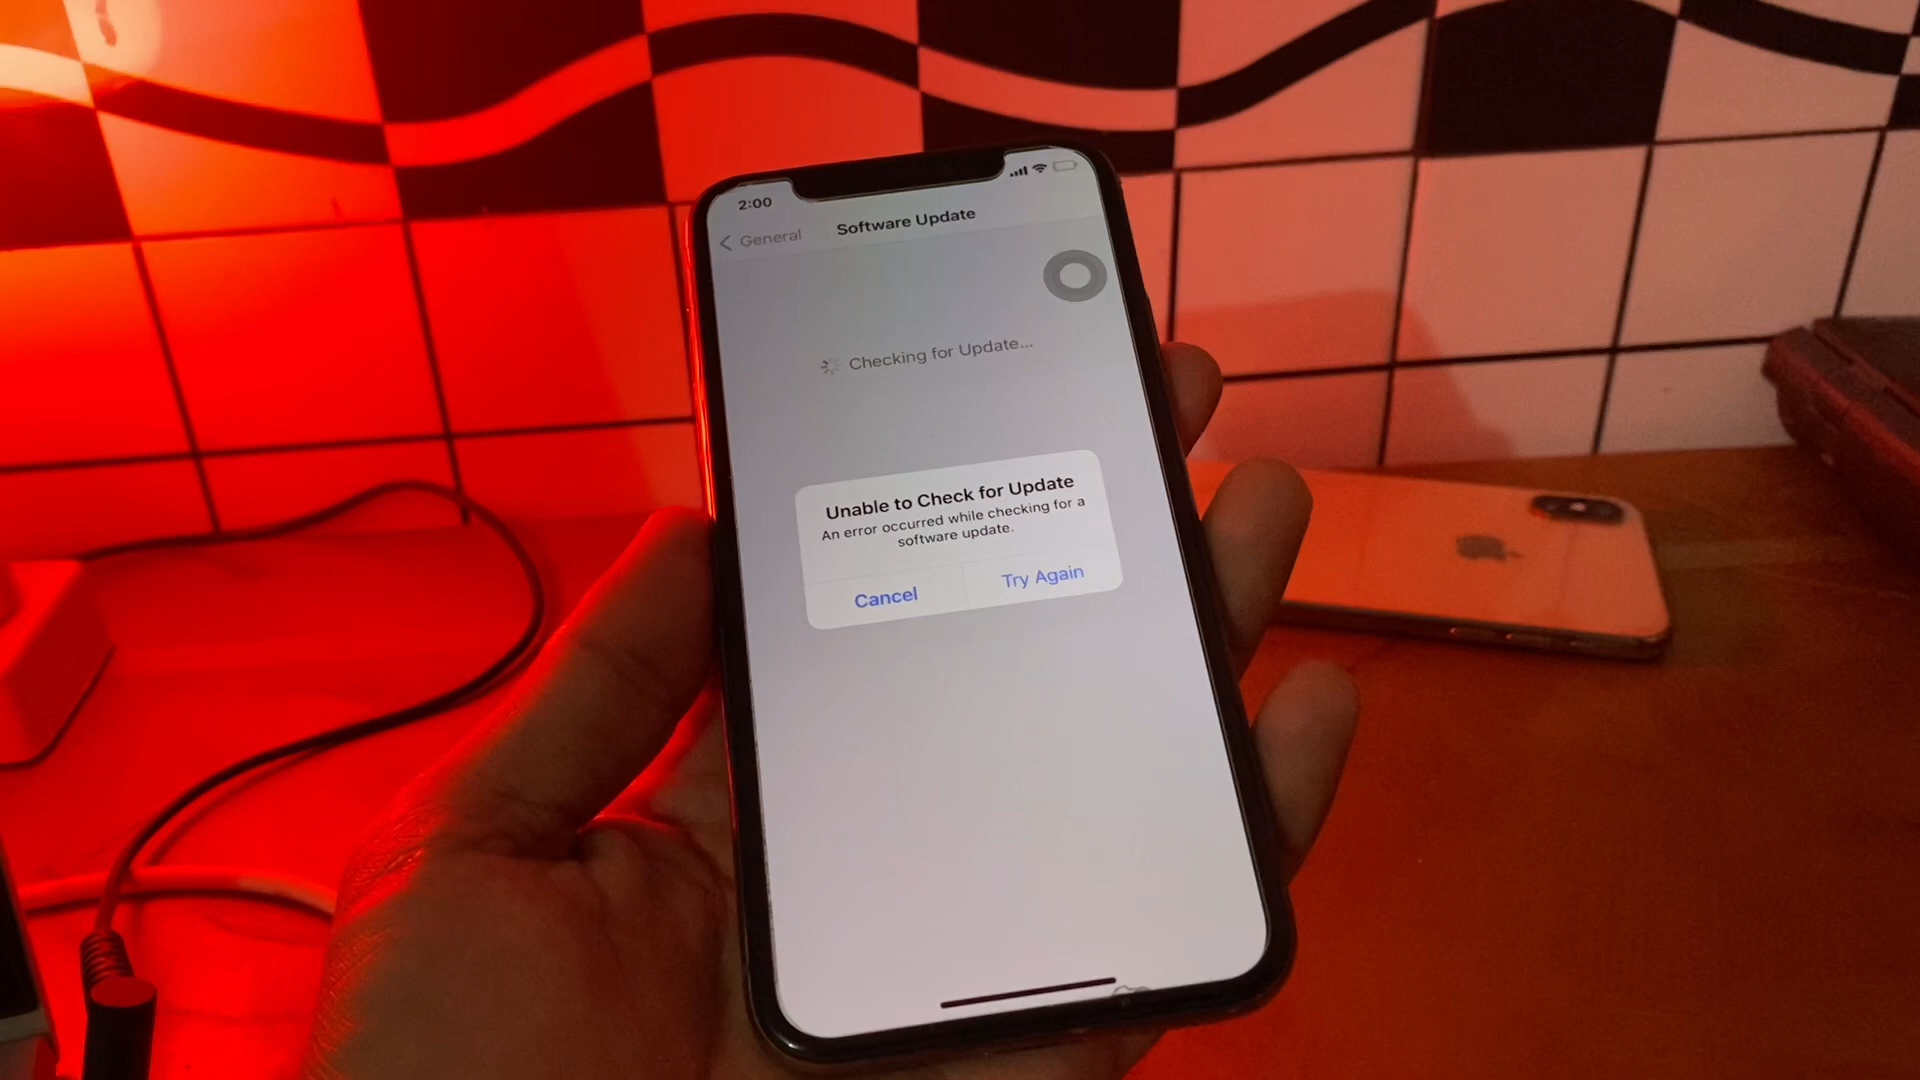 2:00
General
Software Update
Checking for Update...
Unable to Check for Update
An error occurred while checking for a
software update.
Cancel
Try Again